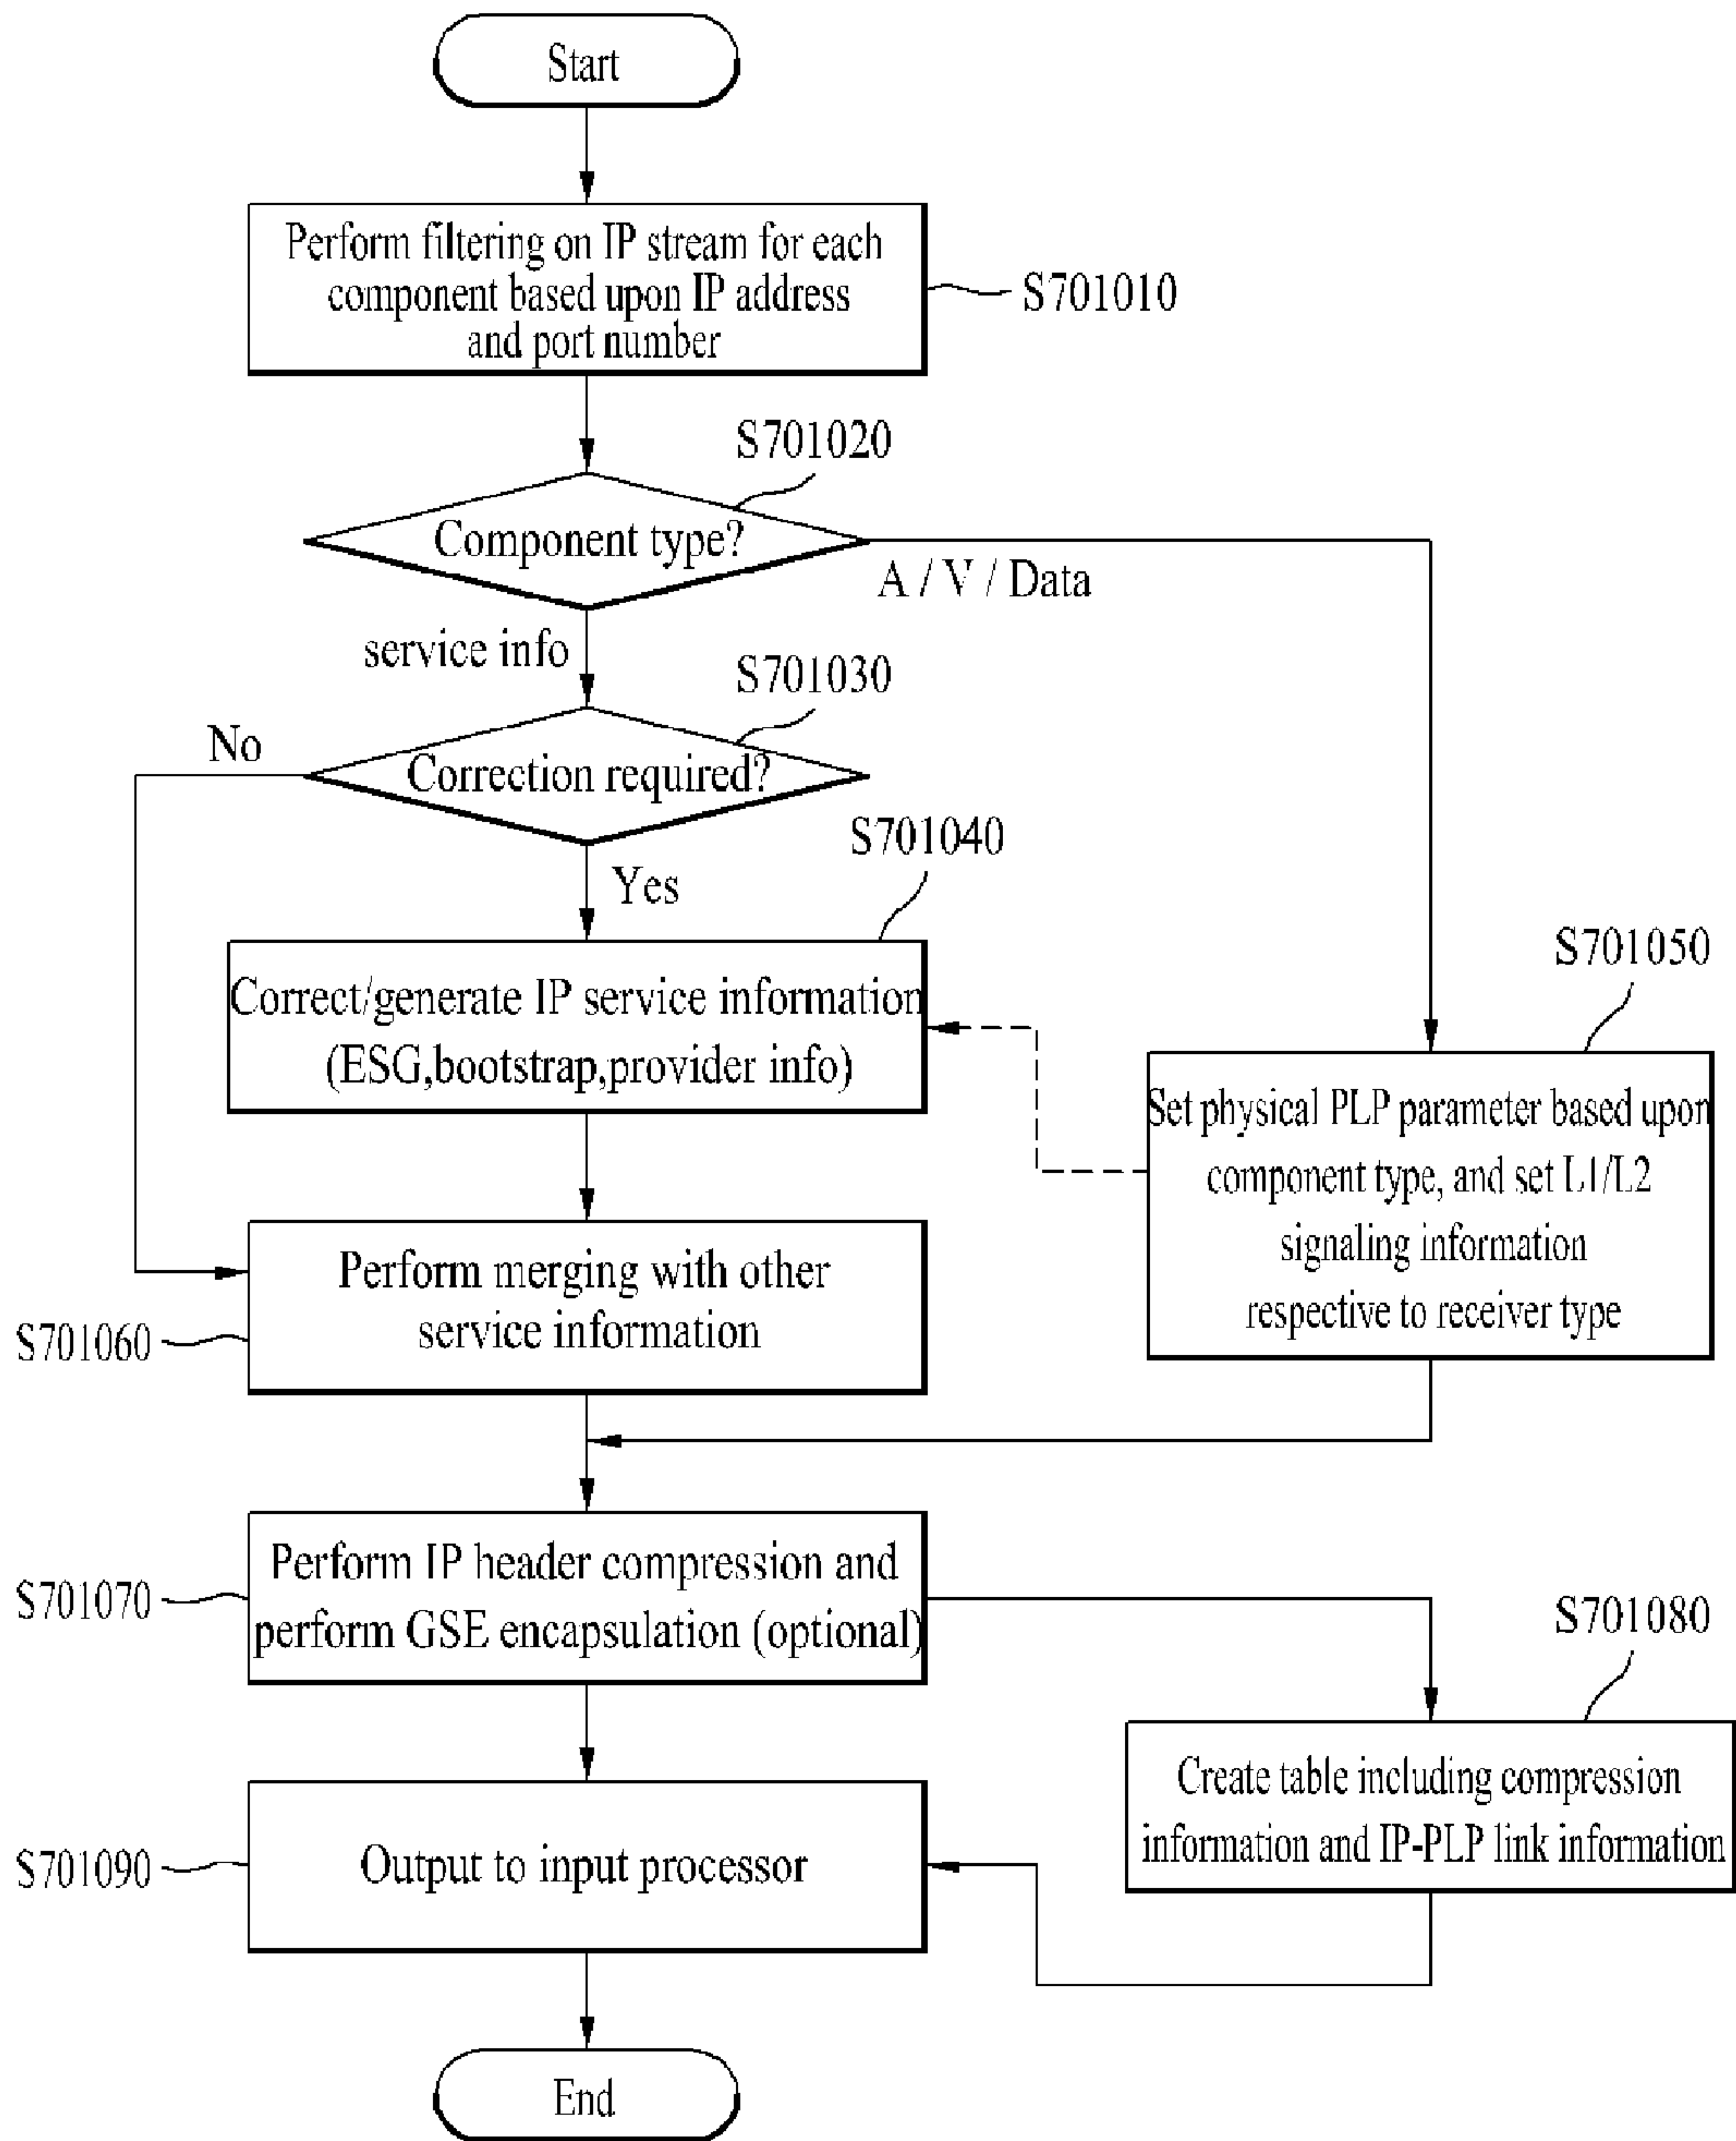 Start
Perform filtering on IP stream for each
component based upon IP address
and port number
S701010
S701020
Component type?
A / V / Data
service info
S701030
No
Correction required?
S701040
Yes
S701050
Correct/generate IP service information
(ESG,bootstrap,provider info)
Set physical PLP parameter based upon
component type, and set L1/L2
signaling information
respective to receiver type
Perform merging with other
service information
S701060
Perform IP header compression and
perform GSE encapsulation (optional)
S701070
S701080
Create table including compression
information and IP-PLP link information
Output to input processor
S701090
End